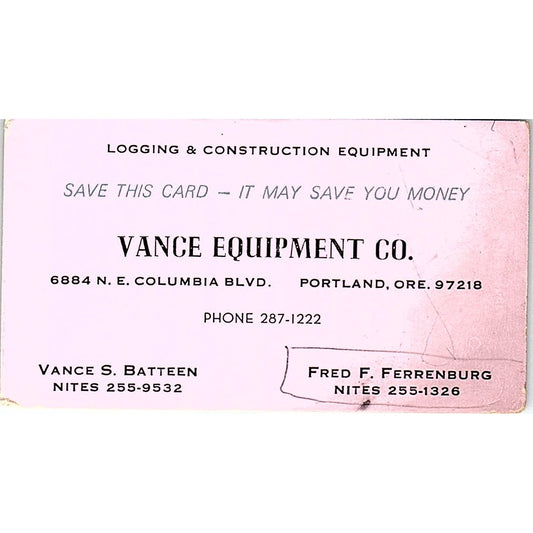 LOGGING & CONSTRUCTION EQUIPMENT
SAVE THIS CARD — IT MAY SAVE YOU MONEY
VANCE EQUIPMENT CO.
6884 N. E. COLUMBIA BLVD. PORTLAND, ORE. 97218
PHONE 287-1222
VANCE S. BATTEEN
NITES 255-9532
FRED F. FERRENBURG
NITES 255-1326